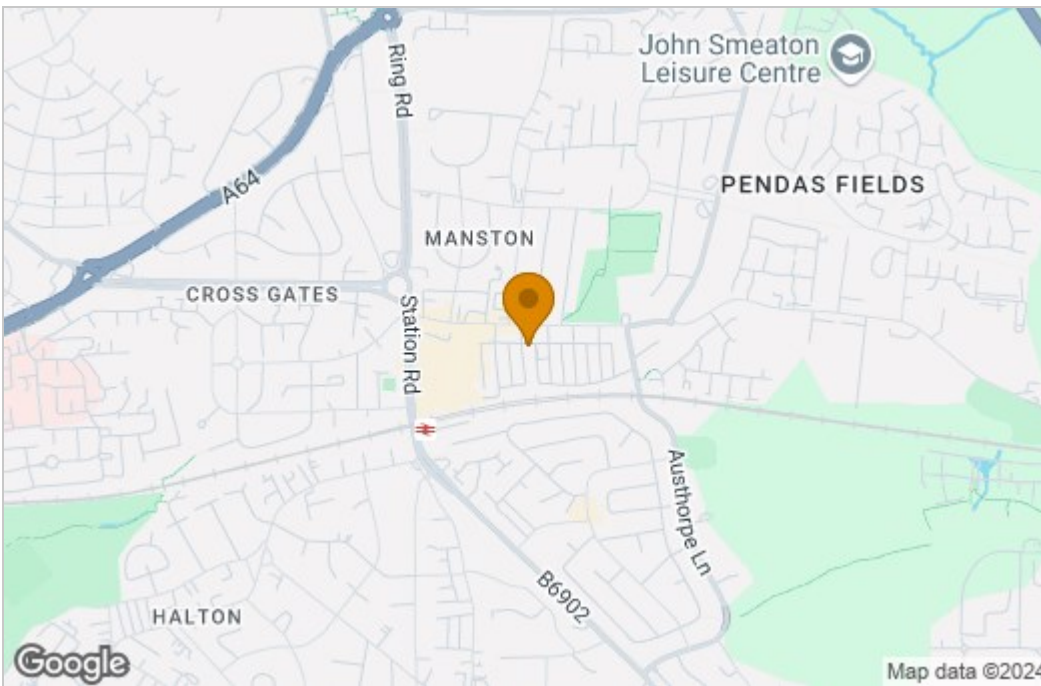 John Smeaton
Leisure Centre
Ring Rd
A64
PENDAS FIELDS
MANSTON
CROSS GATES
Station Rd
Austhorpe Ln
B6902
HALTON
Google
Map data ©2024